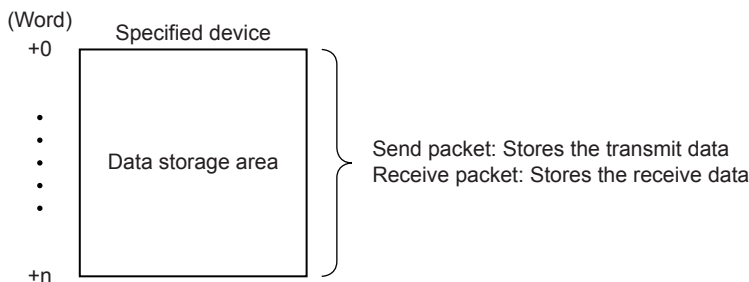 (Word)
Specified device
+0
Data storage area
Send packet: Stores the transmit data
Receive packet: Stores the receive data
+n